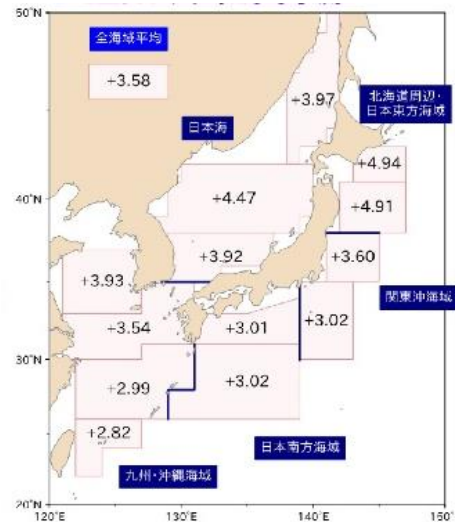 50°N
全海域平均
+3.58
+3.97
北海道周辺・
日本東方海域
日本海
+4.94
40°N
+4.47
+4.91
+3.92
+3.60
+3.93
関東沖海域
+3.54
+3.01
+3.02
30°N
+2.99
+3.02
+2.82
日本南方海域
九州・沖縄海域
20°N
120°E
130°E
140°E
150°E